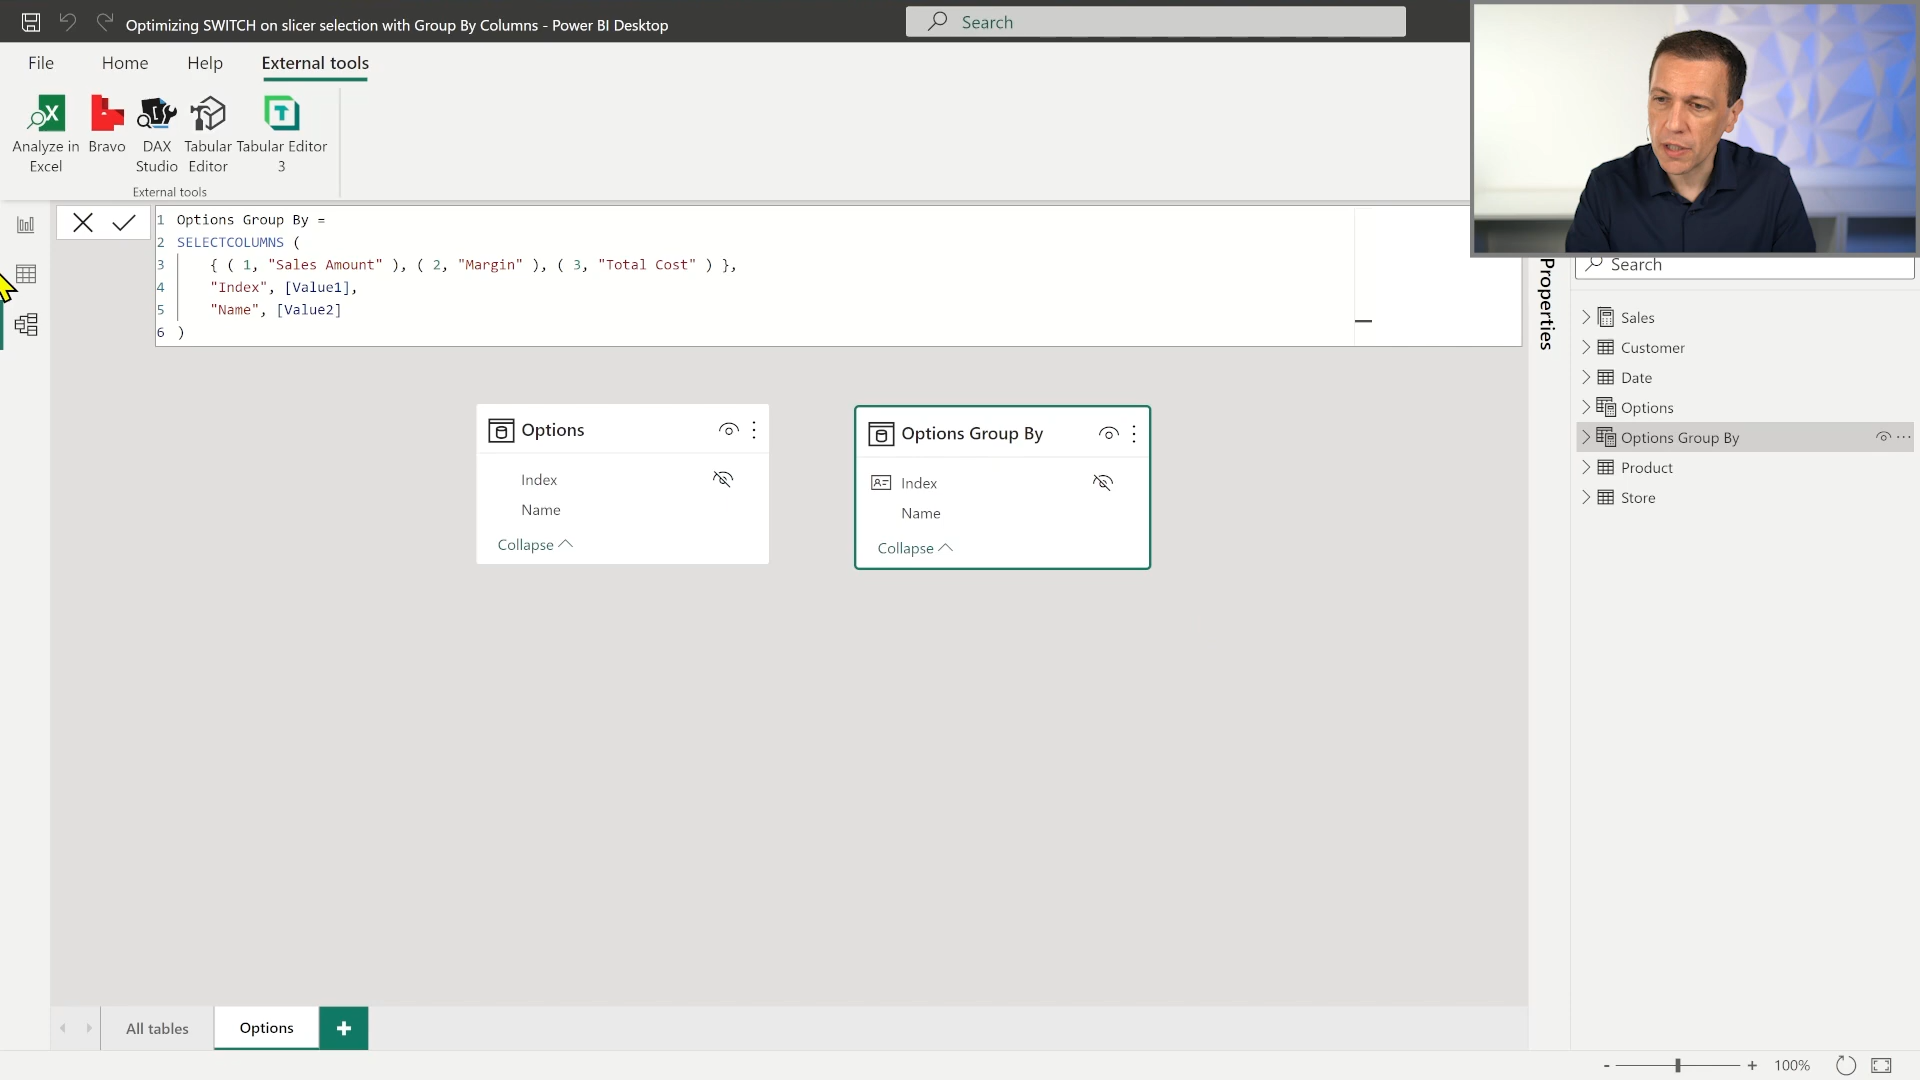 Optimizing SWITCH on slicer selection with Group By Columns - Power BI Desktop
Search
File
Home
Help
External tools
Analyze in Excel
Bravo
DAX Studio
Tabular Editor
Tabular Editor 3
External tools
1 Options Group By =
2 SELECTCOLUMNS (
3 { ( 1, "Sales Amount" ), ( 2, "Margin" ), ( 3, "Total Cost" ) },
4 "Index", [Value1],
5 "Name", [Value2]
6 )
Properties
Search
Sales
Customer
Date
Options
Options Group By
Product
Store
Options
Index
Name
Collapse
Options Group By
Index
Name
Collapse
All tables
Options
+
- + 100%